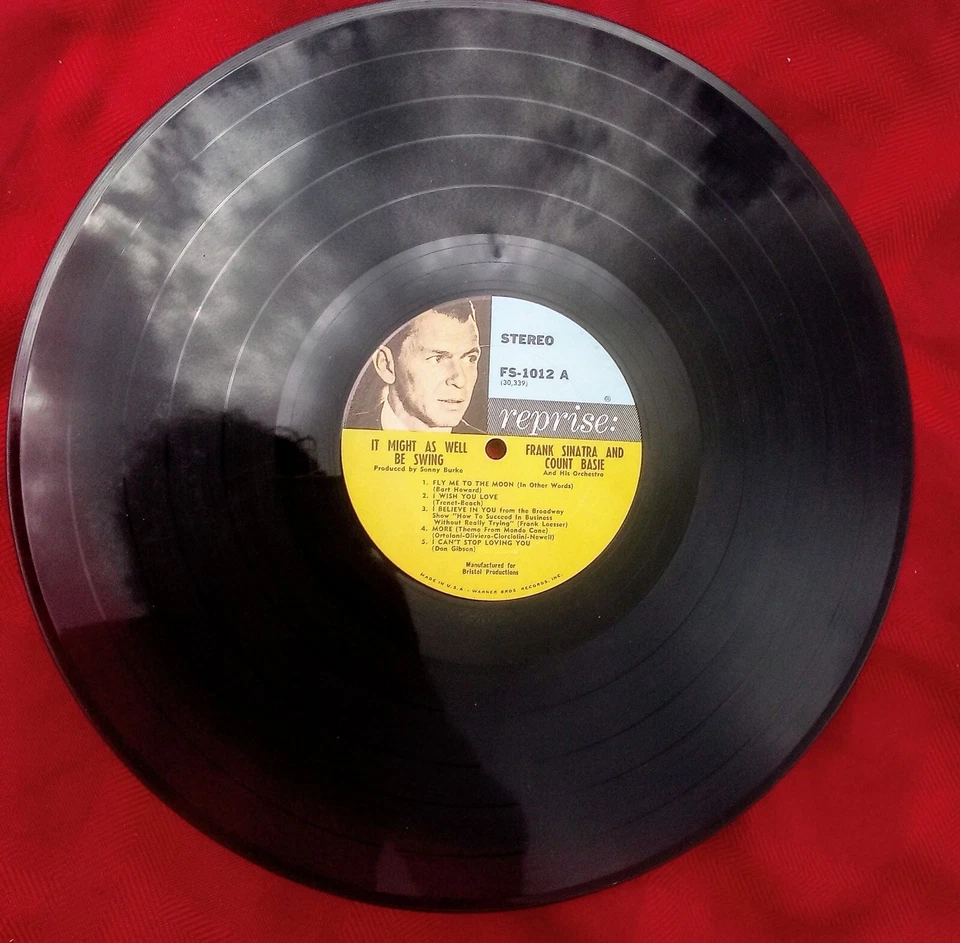 STEREO
FS-1012 A
(30,339)
®
reprise:
IT MIGHT AS WELL
BE SWING
Produced by Sonny Burke
FRANK SINATRA AND
COUNT BASIE
And His Orchestra
1. FLY ME TO THE MOON (In Other Words)
(Bart Howard)
2. I WISH YOU LOVE
(Trenet-Beach)
3. I BELIEVE IN YOU from the Broadway
Show "How To Succeed In Business
Without Really Trying" (Frank Loesser)
4. MORE (Theme From Mondo Cane)
(Ortolani-Oliviero-Ciorciolini-Newell)
5. I CAN'T STOP LOVING YOU
(Don Gibson)
Manufactured for
Bristol Productions
MADE IN U.S.A. • WARNER BROS. RECORDS, INC.